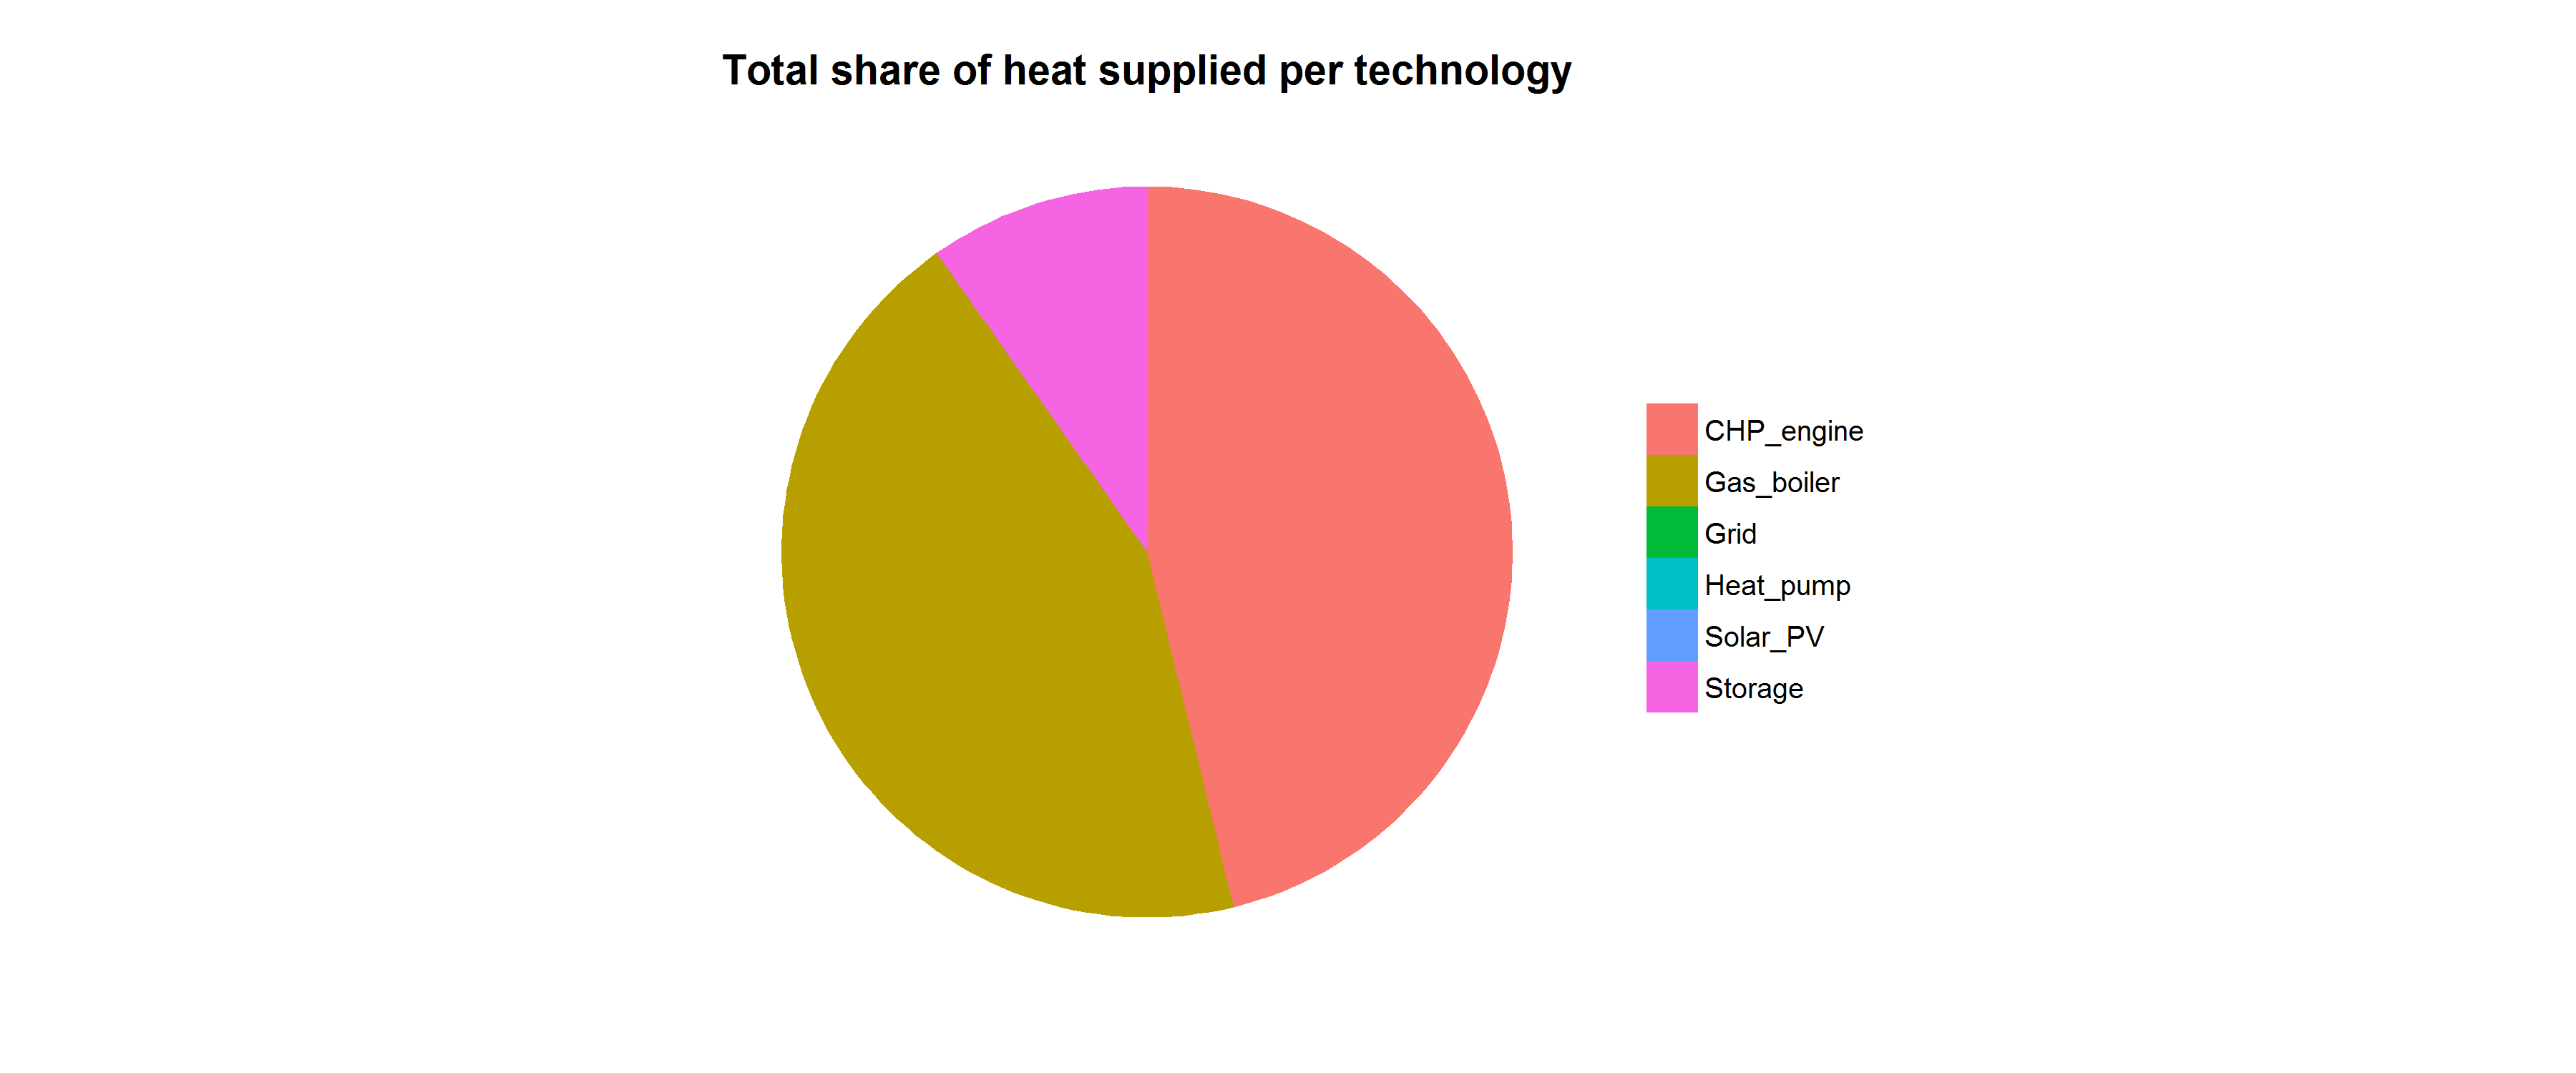 Total share of heat supplied per technology
CHP_engine
Gas_boiler
Grid
Heat_pump
Solar_PV
Storage